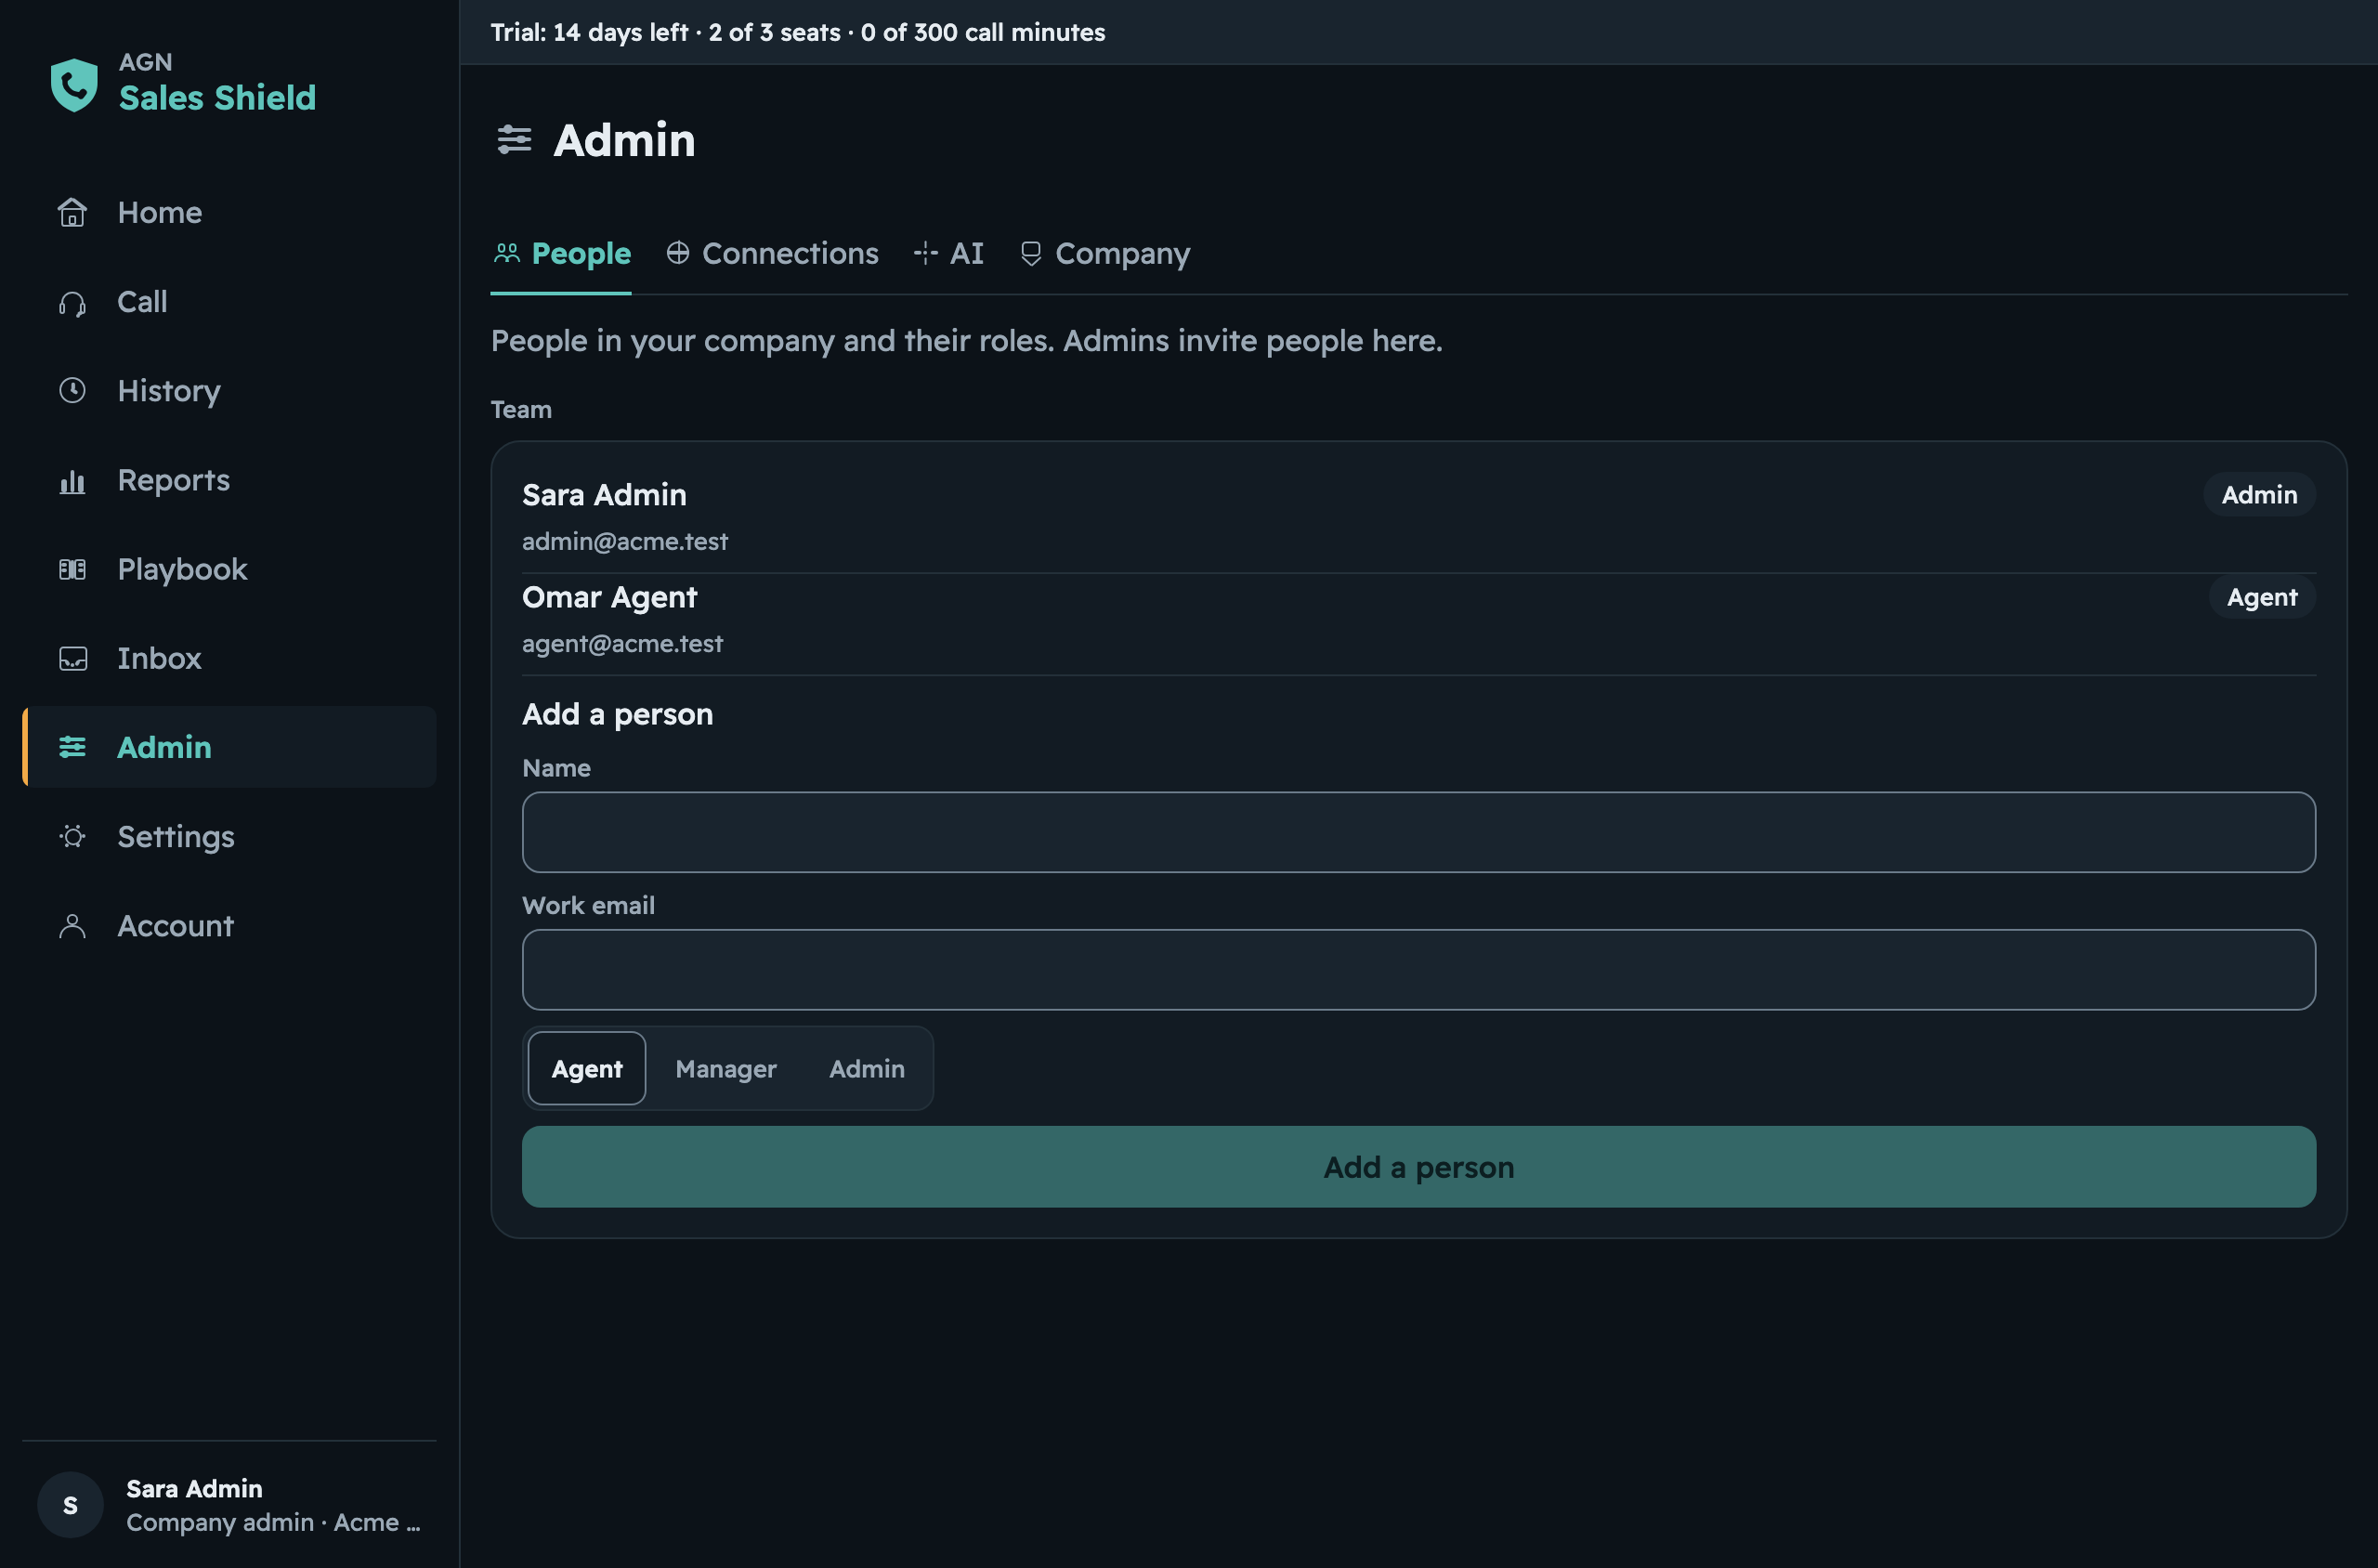 AGN
Sales Shield
Home
Call
History
Reports
Playbook
Inbox
Admin
Settings
Account
S
Sara Admin
Company admin · Acme ...
Trial: 14 days left · 2 of 3 seats · 0 of 300 call minutes
Admin
People Connections AI Company
People in your company and their roles. Admins invite people here.
Team
Sara Admin Admin
admin@acme.test
Omar Agent Agent
agent@acme.test
Add a person
Name
Work email
Agent Manager Admin
Add a person